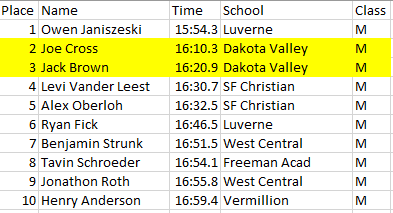 Place Name Time School Class
1 Owen Janiszeski 15:54.3 Luverne M
2 Joe Cross 16:10.3 Dakota Valley M
3 Jack Brown 16:20.9 Dakota Valley M
4 Levi Vander Leest 16:30.7 SF Christian M
5 Alex Oberloh 16:32.5 SF Christian M
6 Ryan Fick 16:46.5 Luverne M
7 Benjamin Strunk 16:51.5 West Central M
8 Tavin Schroeder 16:54.1 Freeman Acad M
9 Jonathon Roth 16:55.8 West Central M
10 Henry Anderson 16:59.4 Vermillion M